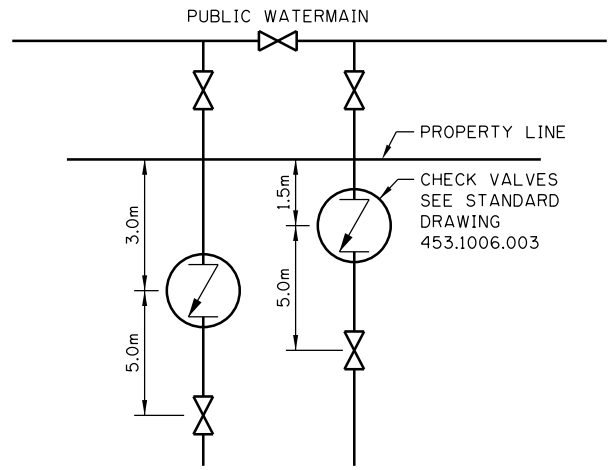 PUBLIC WATERMAIN
PROPERTY LINE
CHECK VALVES
SEE STANDARD
DRAWING
453.1006.003
3.0m
1.5m
5.0m
5.0m